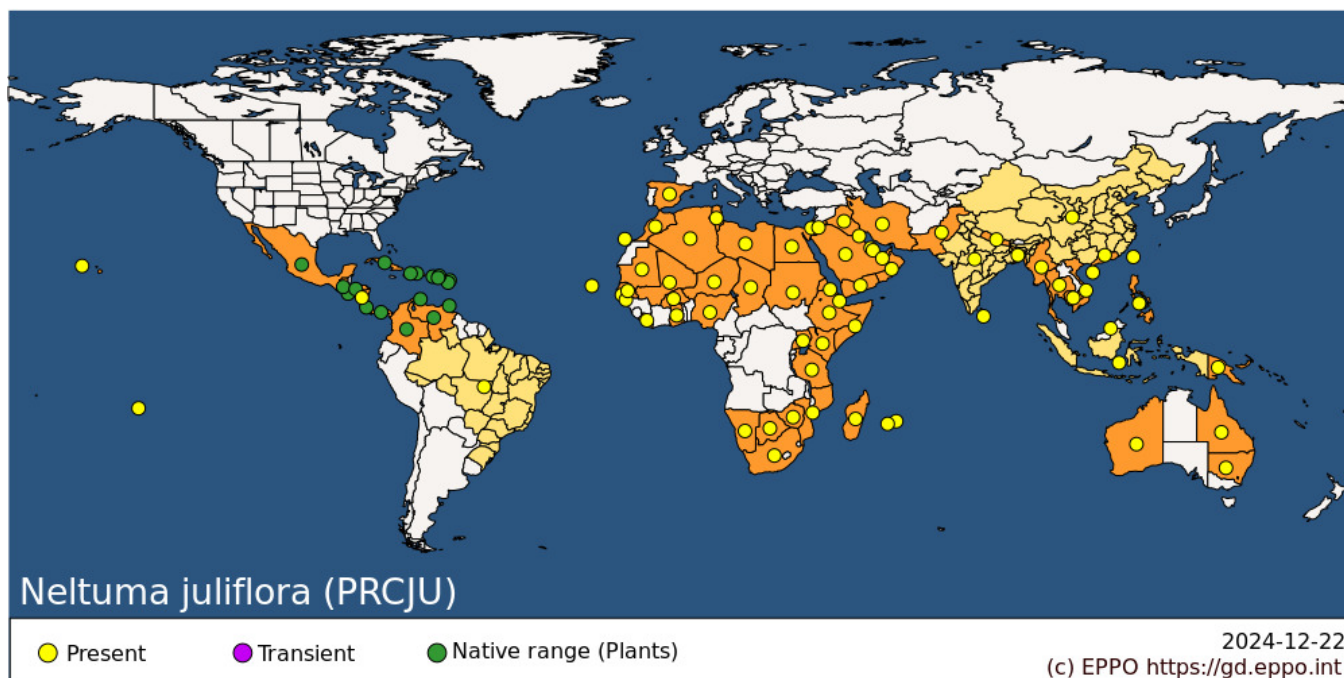 Neltuma juliflora (PRCJU)
Present
Transient
Native range (Plants)
2024-12-22
(c) EPPO https://gd.eppo.int